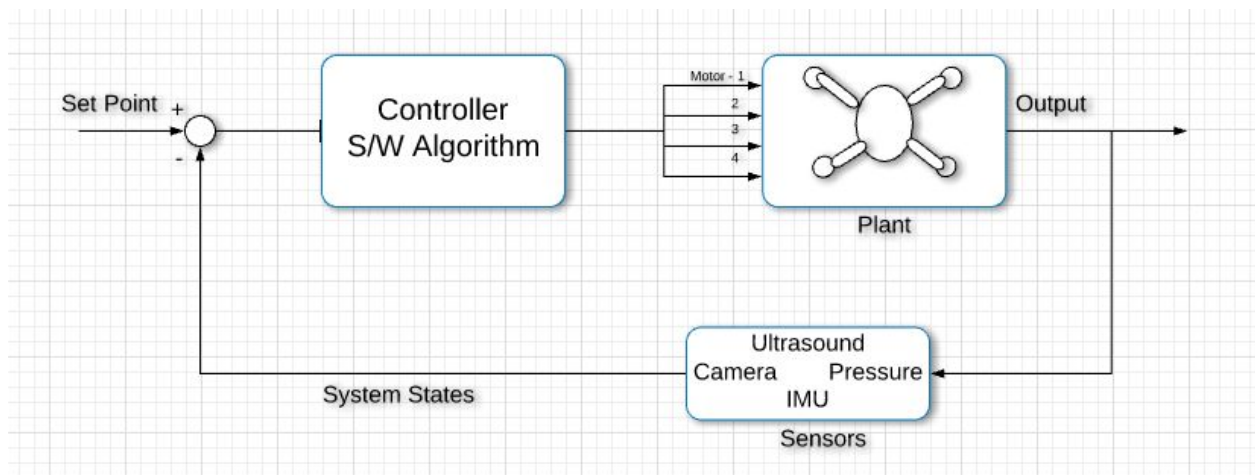 Set Point
+
-
Controller
S/W Algorithm
Motor - 1
2
3
4
Output
Plant
Ultrasound
Camera Pressure
IMU
Sensors
System States